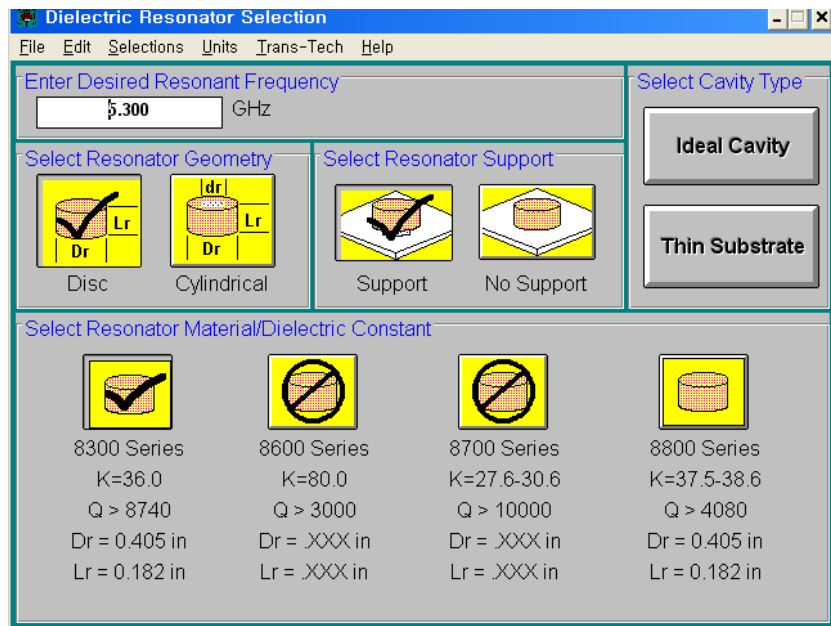 Dielectric Resonator Selection
File Edit Selections Units Trans-Tech Help
Enter Desired Resonant Frequency
5.300 GHz
Select Cavity Type
Ideal Cavity
Thin Substrate
Select Resonator Geometry
Lr
Dr
dr
Lr
Dr
Disc Cylindrical
Select Resonator Support
Support No Support
Select Resonator Material/Dielectric Constant
8300 Series 8600 Series 8700 Series 8800 Series
K=36.0 K=80.0 K=27.6-30.6 K=37.5-38.6
Q > 8740 Q > 3000 Q > 10000 Q > 4080
Dr = 0.405 in Dr = .XXX in Dr = .XXX in Dr = 0.405 in
Lr = 0.182 in Lr = .XXX in Lr = .XXX in Lr = 0.182 in